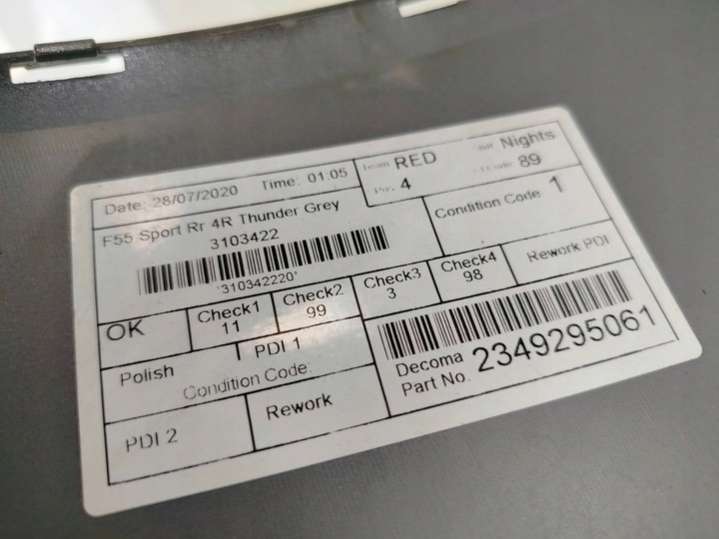 Date: 28/07/2020 Time: 01:05
Team RED
Nights
Pos: 4
89
F55 Sport Rr 4R Thunder Grey
3103422
'310342220'
Condition Code 1
OK
Check1
11
Check2
99
Check3
3
Check4
98
Rework PDI
Polish
PDI 1
Condition Code:
Decoma
Part No. 2349295061
PDI 2
Rework